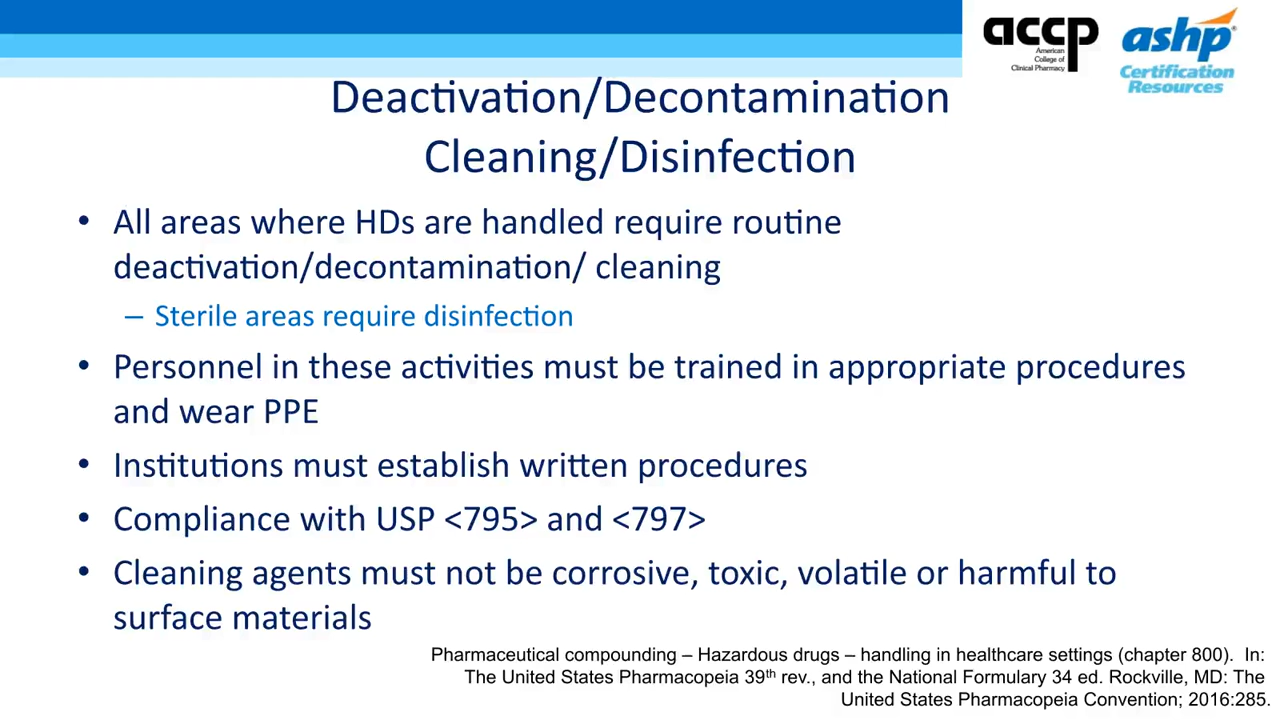 accp
American
College of
Clinical Pharmacy
ashp®
Certification
Resources
Deactivation/Decontamination
Cleaning/Disinfection
• All areas where HDs are handled require routine
deactivation/decontamination/ cleaning
– Sterile areas require disinfection
• Personnel in these activities must be trained in appropriate procedures
and wear PPE
• Institutions must establish written procedures
• Compliance with USP <795> and <797>
• Cleaning agents must not be corrosive, toxic, volatile or harmful to
surface materials
Pharmaceutical compounding – Hazardous drugs – handling in healthcare settings (chapter 800). In:
The United States Pharmacopeia 39th rev., and the National Formulary 34 ed. Rockville, MD: The
United States Pharmacopeia Convention; 2016:285.